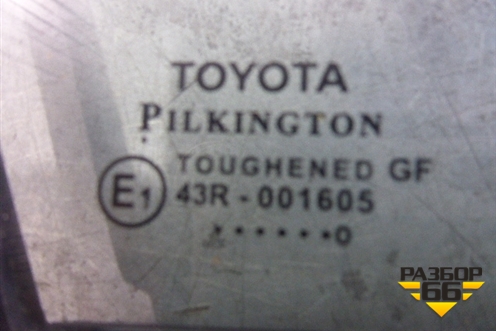 TOYOTA
PILKINGTON
TOUGHENED GF
E1
43R - 001605
••••••0
РАЗБОР
66